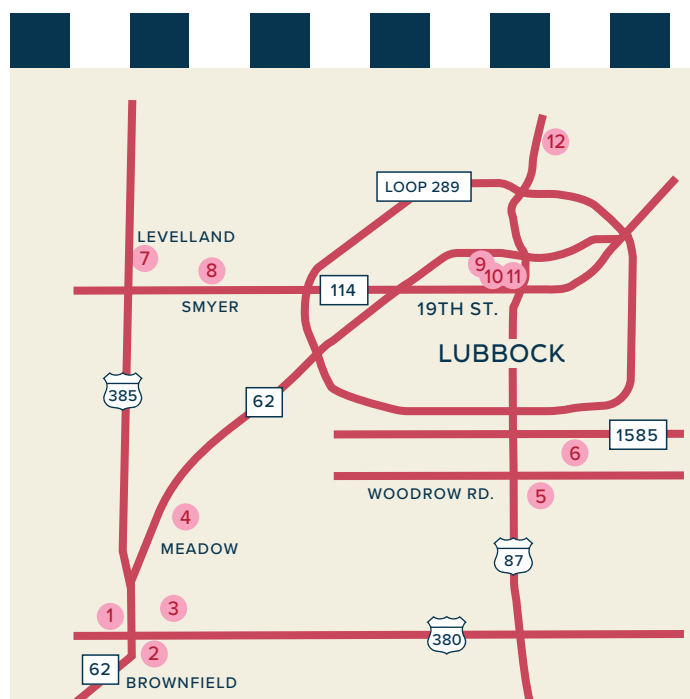 12
LOOP 289
LEVELLAND
7
8
9
10
11
114
SMYER
19TH ST.
LUBBOCK
385
62
1585
6
WOODROW RD.
5
4
MEADOW
87
1
3
380
2
62
BROWNFIELD